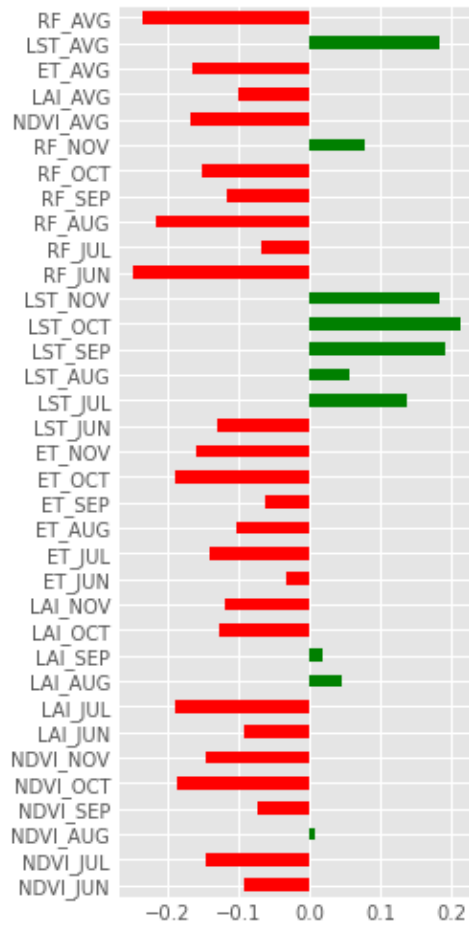 RF_AVG
LST_AVG
ET_AVG
LAI_AVG
NDVI_AVG
RF_NOV
RF_OCT
RF_SEP
RF_AUG
RF_JUL
RF_JUN
LST_NOV
LST_OCT
LST_SEP
LST_AUG
LST_JUL
LST_JUN
ET_NOV
ET_OCT
ET_SEP
ET_AUG
ET_JUL
ET_JUN
LAI_NOV
LAI_OCT
LAI_SEP
LAI_AUG
LAI_JUL
LAI_JUN
NDVI_NOV
NDVI_OCT
NDVI_SEP
NDVI_AUG
NDVI_JUL
NDVI_JUN
−0.2 −0.1 0.0 0.1 0.2